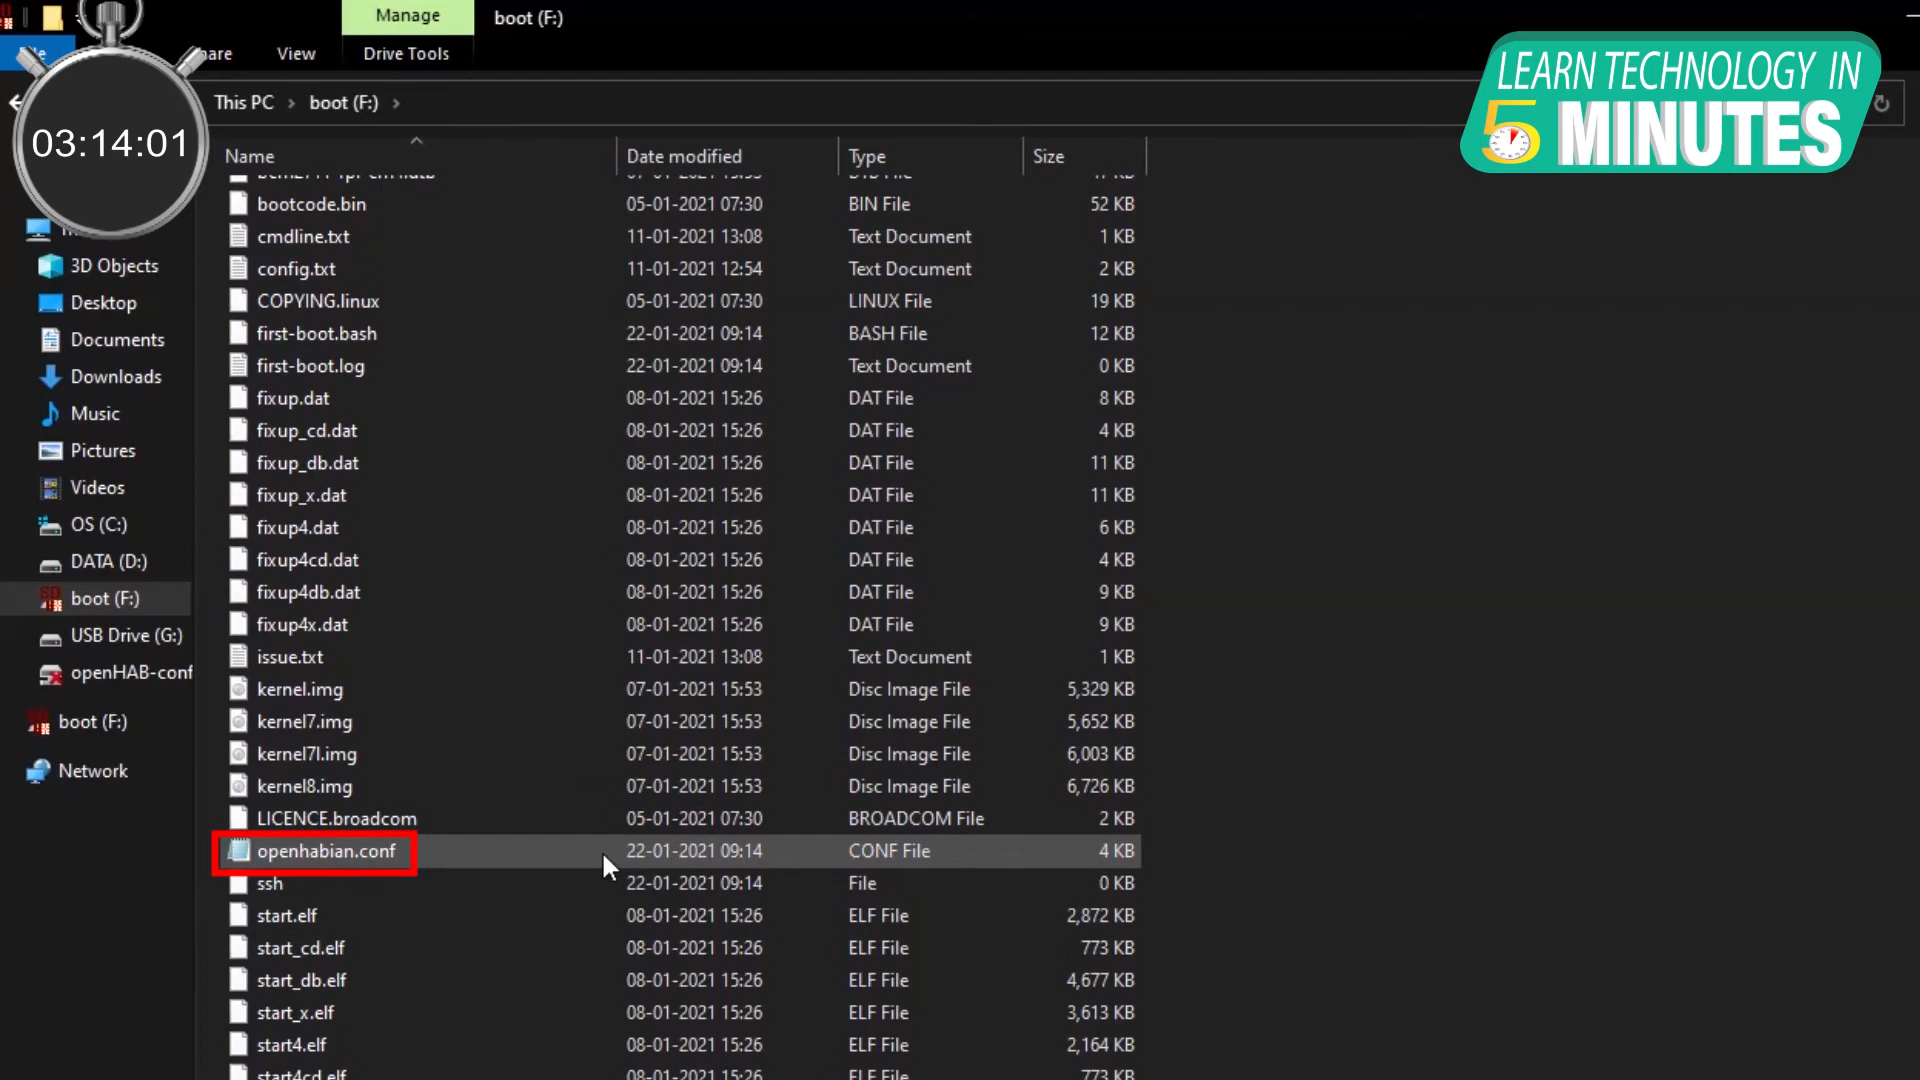 Manage
boot (F:)
View
Drive Tools
This PC > boot (F:) >
LEARN TECHNOLOGY IN
5 MINUTES
03:14:01
Name Date modified Type Size
bootcode.bin 05-01-2021 07:30 BIN File 52 KB
cmdline.txt 11-01-2021 13:08 Text Document 1 KB
config.txt 11-01-2021 12:54 Text Document 2 KB
COPYING.linux 05-01-2021 07:30 LINUX File 19 KB
first-boot.bash 22-01-2021 09:14 BASH File 12 KB
first-boot.log 22-01-2021 09:14 Text Document 0 KB
fixup.dat 08-01-2021 15:26 DAT File 8 KB
fixup_cd.dat 08-01-2021 15:26 DAT File 4 KB
fixup_db.dat 08-01-2021 15:26 DAT File 11 KB
fixup_x.dat 08-01-2021 15:26 DAT File 11 KB
fixup4.dat 08-01-2021 15:26 DAT File 6 KB
fixup4cd.dat 08-01-2021 15:26 DAT File 4 KB
fixup4db.dat 08-01-2021 15:26 DAT File 9 KB
fixup4x.dat 08-01-2021 15:26 DAT File 9 KB
issue.txt 11-01-2021 13:08 Text Document 1 KB
kernel.img 07-01-2021 15:53 Disc Image File 5,329 KB
kernel7.img 07-01-2021 15:53 Disc Image File 5,652 KB
kernel7l.img 07-01-2021 15:53 Disc Image File 6,003 KB
kernel8.img 07-01-2021 15:53 Disc Image File 6,726 KB
LICENCE.broadcom 05-01-2021 07:30 BROADCOM File 2 KB
openhabian.conf 22-01-2021 09:14 CONF File 4 KB
ssh 22-01-2021 09:14 File 0 KB
start.elf 08-01-2021 15:26 ELF File 2,872 KB
start_cd.elf 08-01-2021 15:26 ELF File 773 KB
start_db.elf 08-01-2021 15:26 ELF File 4,677 KB
start_x.elf 08-01-2021 15:26 ELF File 3,613 KB
start4.elf 08-01-2021 15:26 ELF File 2,164 KB
start4cd.elf 08-01-2021 15:26 ELF File 773 KB
3D Objects
Desktop
Documents
Downloads
Music
Pictures
Videos
OS (C:)
DATA (D:)
boot (F:)
USB Drive (G:)
openHAB-conf
boot (F:)
Network